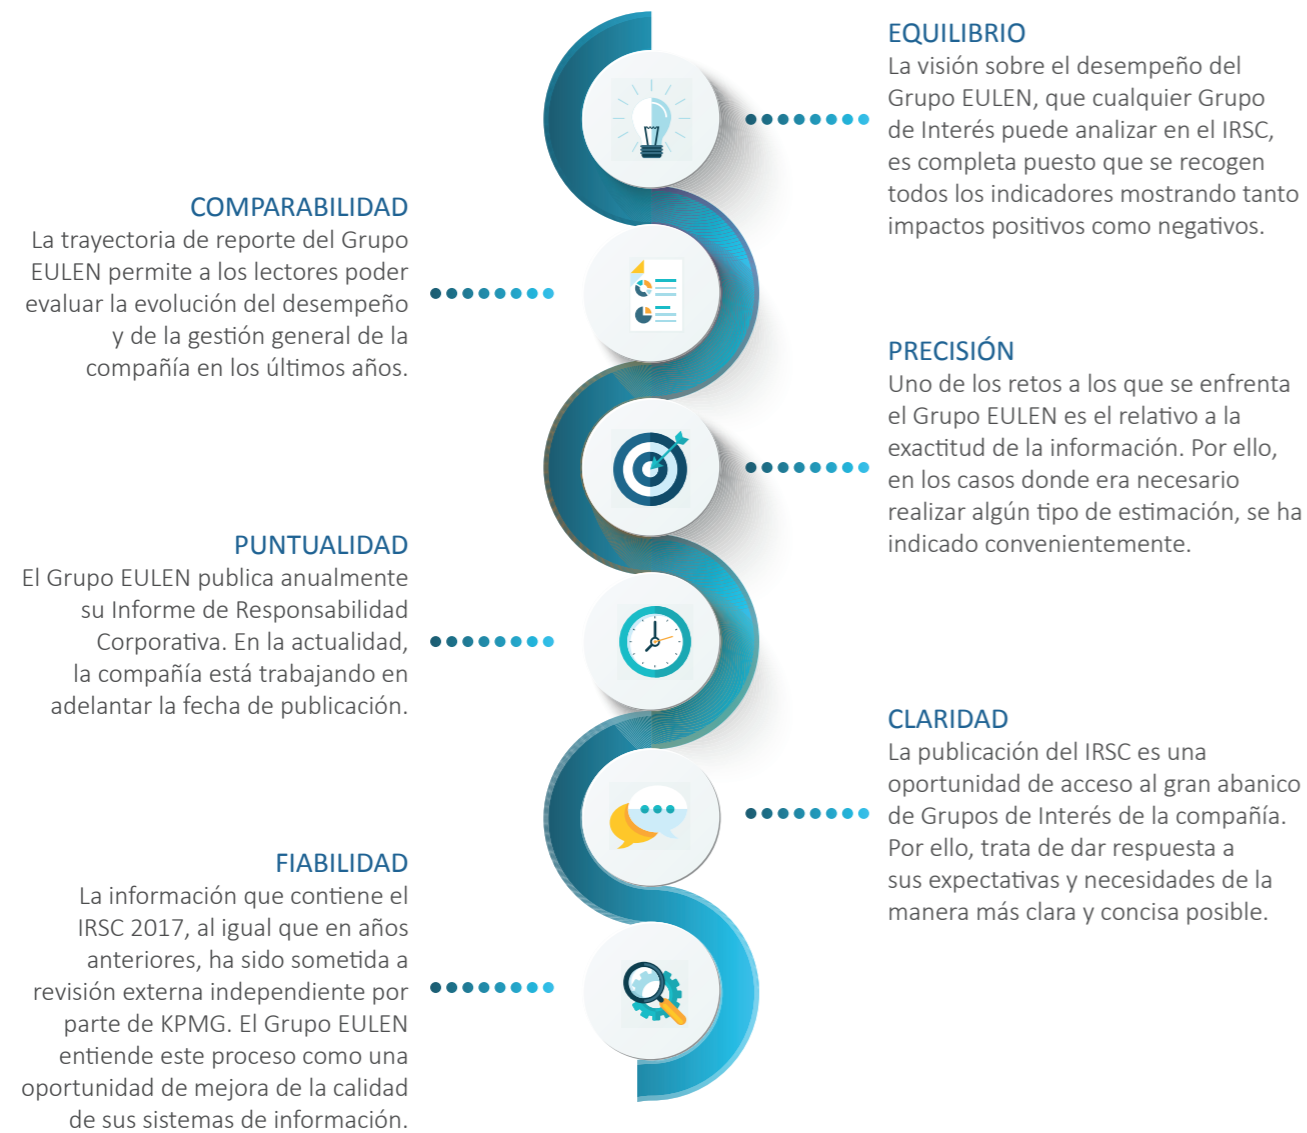 EQUILIBRIO
La visión sobre el desempeño del
Grupo EULEN, que cualquier Grupo
de Interés puede analizar en el IRSC,
es completa puesto que se recogen
todos los indicadores mostrando tanto
impactos positivos como negativos.
COMPARABILIDAD
La trayectoria de reporte del Grupo
EULEN permite a los lectores poder
evaluar la evolución del desempeño
y de la gestión general de la
compañía en los últimos años.
PRECISIÓN
Uno de los retos a los que se enfrenta
el Grupo EULEN es el relativo a la
exactitud de la información. Por ello,
en los casos donde era necesario
realizar algún tipo de estimación, se ha
indicado convenientemente.
PUNTUALIDAD
El Grupo EULEN publica anualmente
su Informe de Responsabilidad
Corporativa. En la actualidad,
la compañía está trabajando en
adelantar la fecha de publicación.
CLARIDAD
La publicación del IRSC es una
oportunidad de acceso al gran abanico
de Grupos de Interés de la compañía.
Por ello, trata de dar respuesta a
sus expectativas y necesidades de la
manera más clara y concisa posible.
FIABILIDAD
La información que contiene el
IRSC 2017, al igual que en años
anteriores, ha sido sometida a
revisión externa independiente por
parte de KPMG. El Grupo EULEN
entiende este proceso como una
oportunidad de mejora de la calidad
de sus sistemas de información.